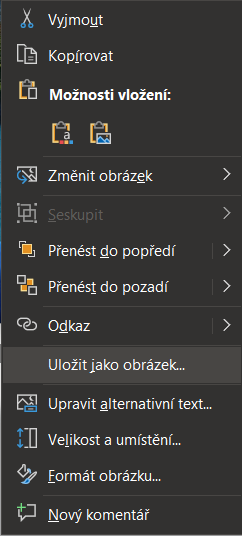 Vyjmout
Kopírovat
Možnosti vložení:
Změnit obrázek
Seskupit
Přenést do popředí
Přenést do pozadí
Odkaz
Uložit jako obrázek...
Upravit alternativní text...
Velikost a umístění...
Formát obrázku...
Nový komentář